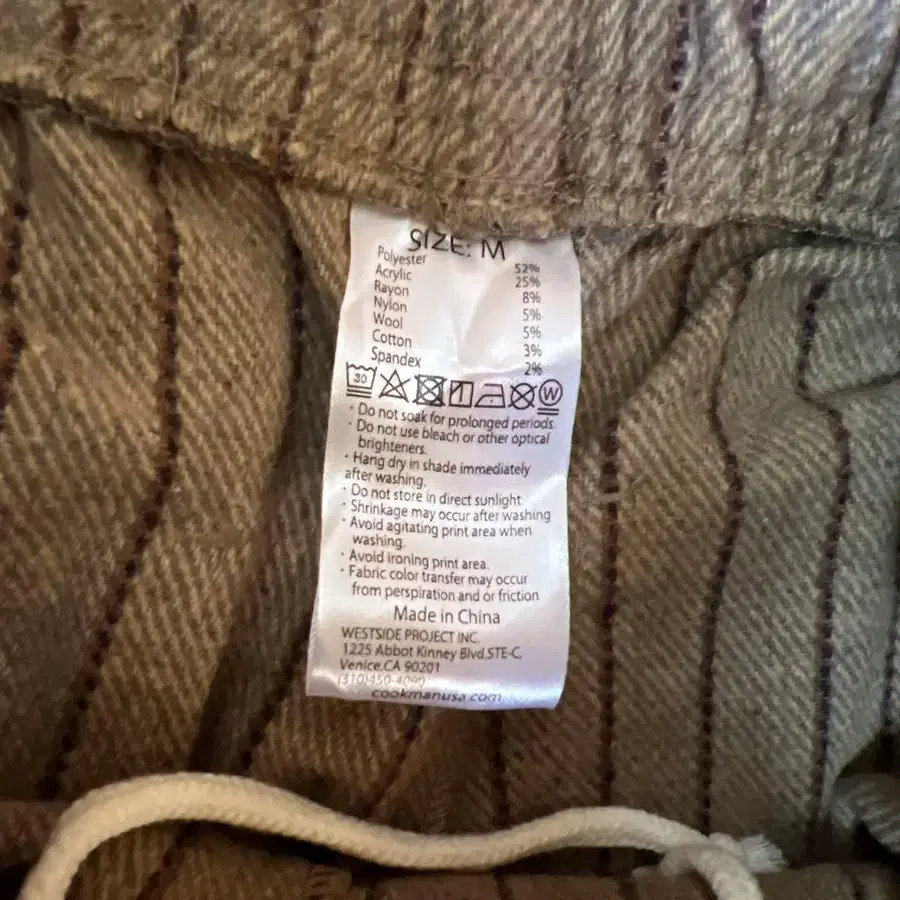 SIZE: M
Polyester 52%
Acrylic 25%
Rayon 8%
Nylon 5%
Wool 5%
Cotton 3%
Spandex 2%
30 W
· Do not soak for prolonged periods.
· Do not use bleach or other optical
brighteners.
· Hang dry in shade immediately
after washing.
· Do not store in direct sunlight
· Shrinkage may occur after washing
· Avoid agitating print area when
washing.
· Avoid ironing print area.
· Fabric color transfer may occur
from perspiration and or friction
Made in China
WESTSIDE PROJECT INC.
1225 Abbot Kinney Blvd.STE-C,
Venice,CA 90201
(310)450-4090
cookmanusa.com